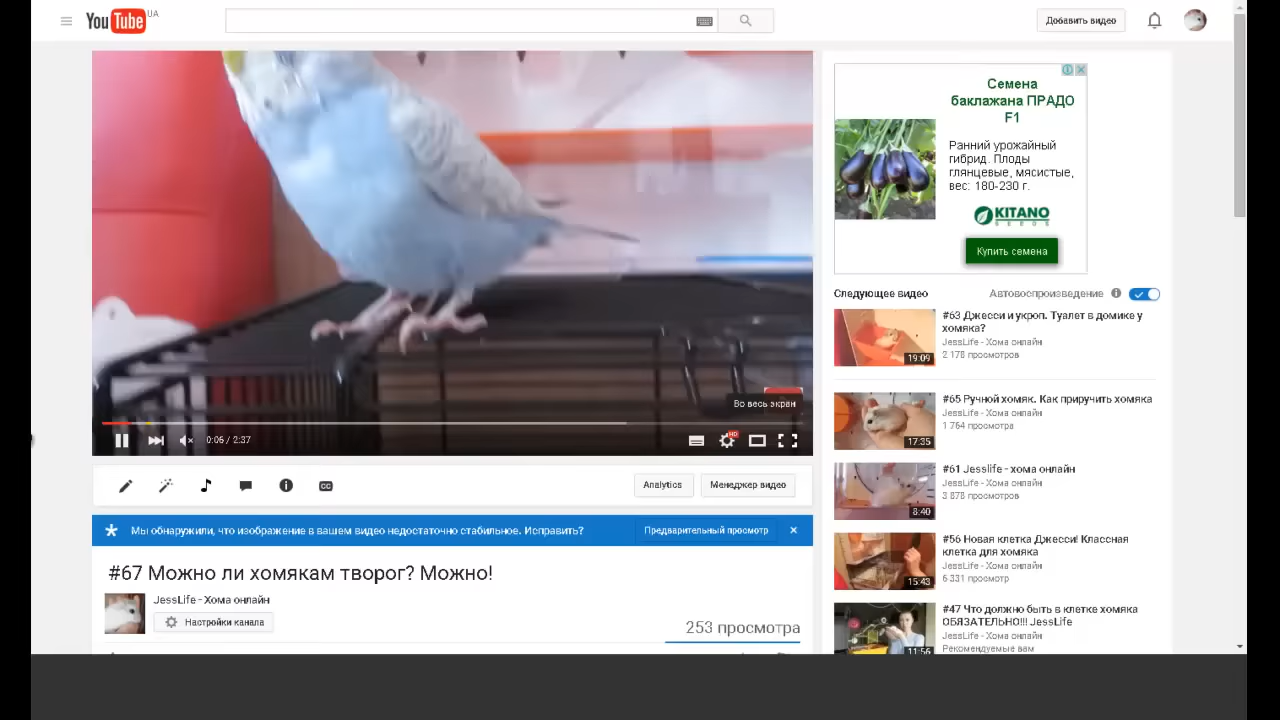 YouTube UA
Добавить видео
Семена
баклажана ПРАДО
F1
Ранний урожайный
гибрид. Плоды
глянцевые, мясистые,
вес: 180-230 г.
KITANO
SEEDS
Купить семена
Во весь экран
HD
0:06 / 2:37
Analytics
Менеджер видео
CC
Мы обнаружили, что изображение в вашем видео недостаточно стабильное. Исправить?
Предварительный просмотр
#67 Можно ли хомякам творог? Можно!
JessLife - Хома онлайн
Настройки канала
253 просмотра
Следующее видео
Автовоспроизведение
#63 Джесси и укроп. Туалет в домике у
хомяка?
JessLife - Хома онлайн
2 178 просмотров
19:09
#65 Ручной хомяк. Как приручить хомяка
JessLife - Хома онлайн
1 764 просмотра
17:35
#61 Jesslife - хома онлайн
JessLife - Хома онлайн
3 878 просмотров
8:40
#56 Новая клетка Джесси! Классная
клетка для хомяка
JessLife - Хома онлайн
6 331 просмотр
15:43
#47 Что должно быть в клетке хомяка
ОБЯЗАТЕЛЬНО!!! JessLife
JessLife - Хома онлайн
Рекомендуемые вам
11:56